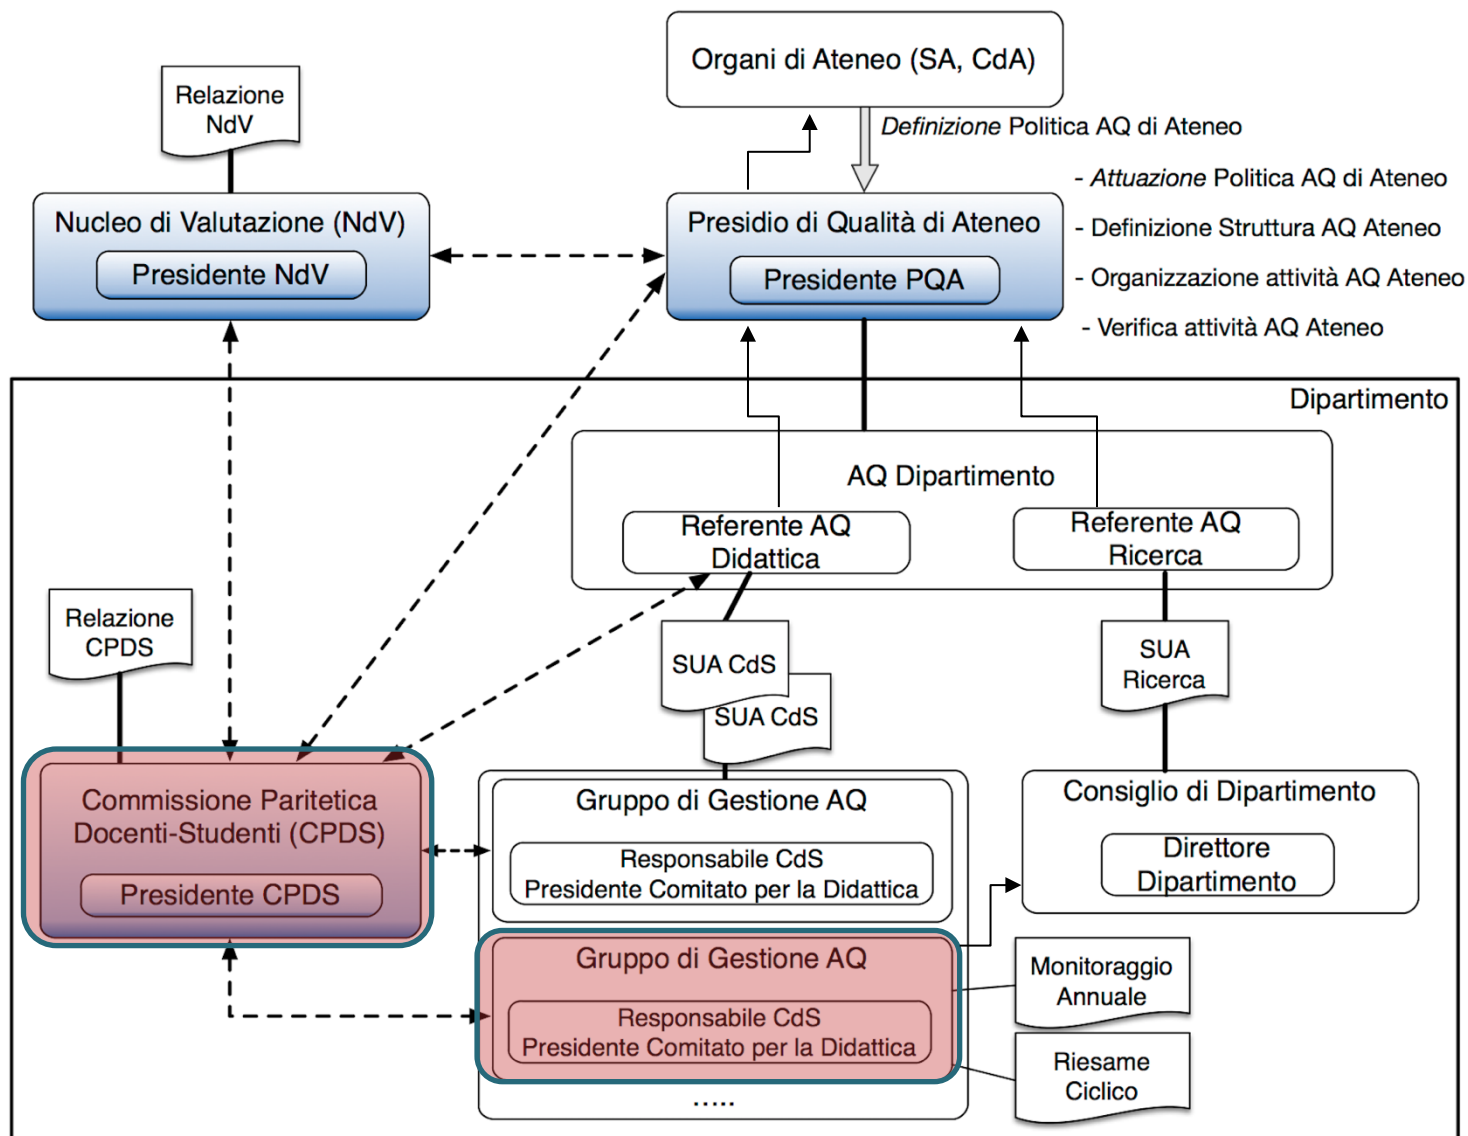 Organi di Ateneo (SA, CdA)
Relazione
NdV
Definizione Politica AQ di Ateneo
Nucleo di Valutazione (NdV)
Presidente NdV
Presidio di Qualità di Ateneo
Presidente PQA
- Attuazione Politica AQ di Ateneo
- Definizione Struttura AQ Ateneo
- Organizzazione attività AQ Ateneo
- Verifica attività AQ Ateneo
Dipartimento
AQ Dipartimento
Referente AQ
Didattica
Referente AQ
Ricerca
Relazione
CPDS
SUA CdS
SUA CdS
SUA
Ricerca
Commissione Paritetica
Docenti-Studenti (CPDS)
Presidente CPDS
Gruppo di Gestione AQ
Responsabile CdS
Presidente Comitato per la Didattica
Consiglio di Dipartimento
Direttore
Dipartimento
Gruppo di Gestione AQ
Responsabile CdS
Presidente Comitato per la Didattica
Monitoraggio
Annuale
Riesame
Ciclico
.....